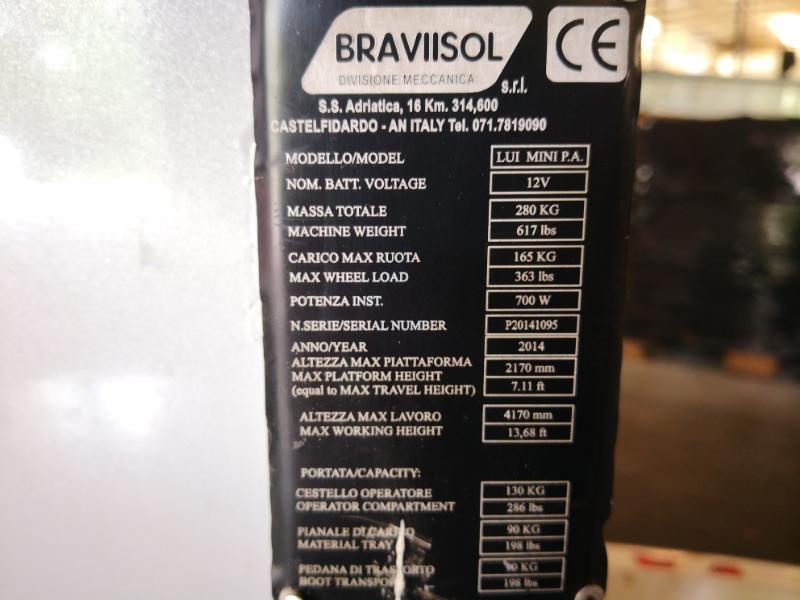 BRAVIISOL
DIVISIONE MECCANICA
s.r.l.
CE
S.S. Adriatica, 16 Km. 314,600
CASTELFIDARDO - AN ITALY Tel. 071.7819090
MODELLO/MODEL LUI MINI P.A.
NOM. BATT. VOLTAGE 12V
MASSA TOTALE 280 KG
MACHINE WEIGHT 617 lbs
CARICO MAX RUOTA 165 KG
MAX WHEEL LOAD 363 lbs
POTENZA INST. 700 W
N.SERIE/SERIAL NUMBER P20141095
ANNO/YEAR 2014
ALTEZZA MAX PIATTAFORMA 2170 mm
MAX PLATFORM HEIGHT 7.11 ft
(equal to MAX TRAVEL HEIGHT)
ALTEZZA MAX LAVORO 4170 mm
MAX WORKING HEIGHT 13,68 ft
PORTATA/CAPACITY:
CESTELLO OPERATORE 130 KG
OPERATOR COMPARTMENT 286 lbs
PIANALE DI CARICO 90 KG
MATERIAL TRAY 198 lbs
PEDANA DI TRASPORTO 90 KG
BOOT TRANSPORT 198 lbs